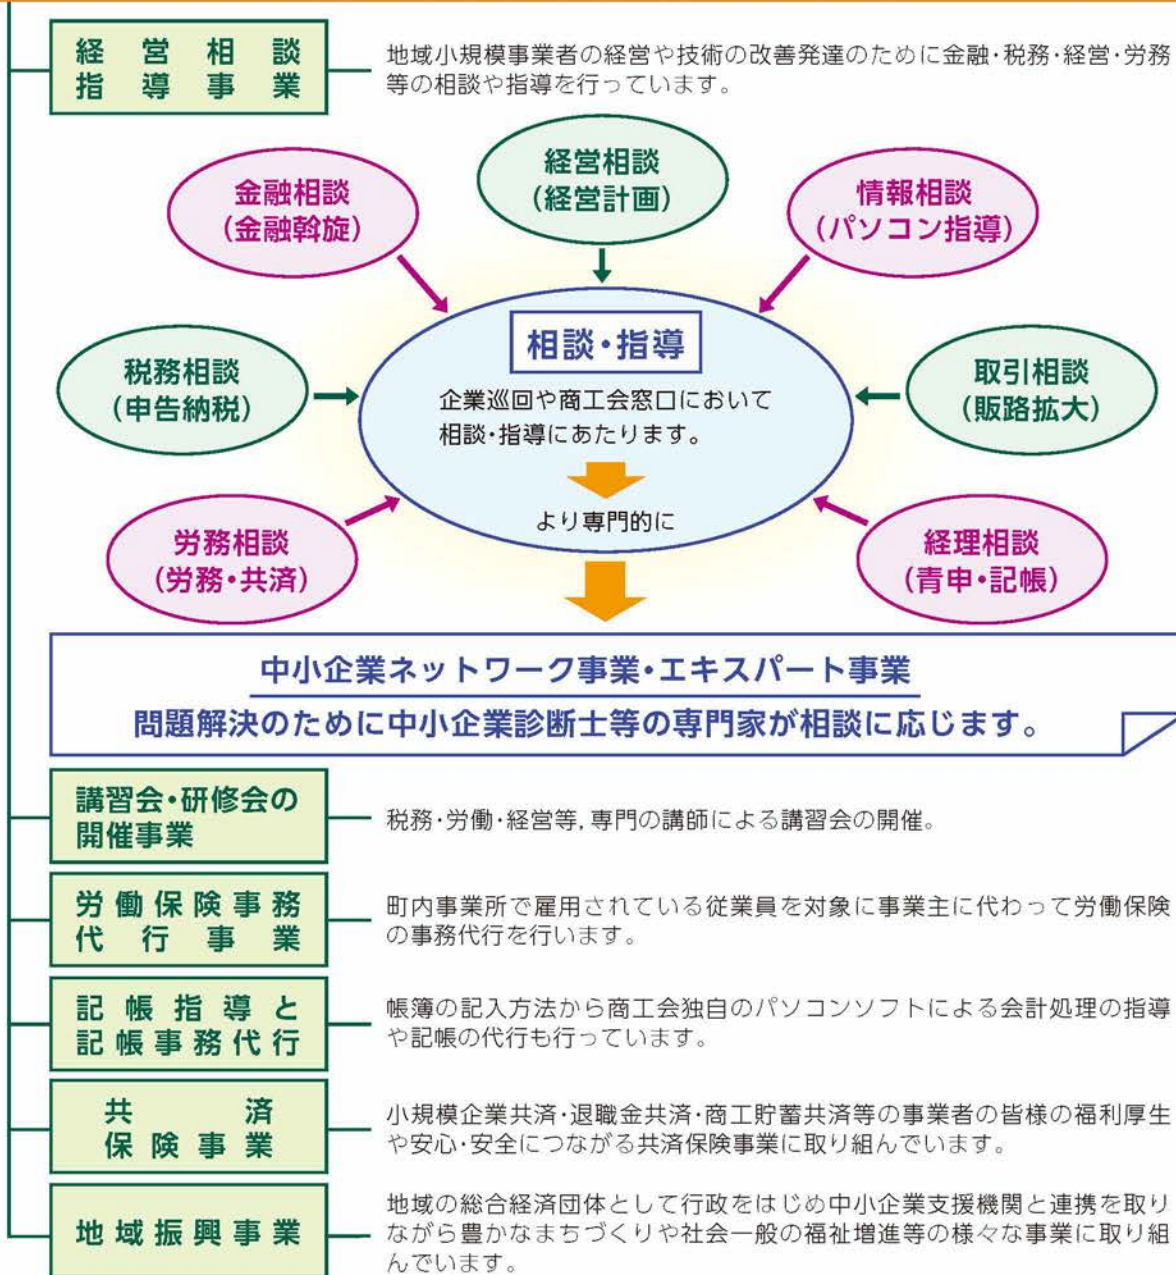 経営相談
指導事業
地域小規模事業者の経営や技術の改善発達のために金融・税務・経営・労務
等の相談や指導を行っています。
経営相談
(経営計画)
金融相談
(金融斡旋)
情報相談
(パソコン指導)
相談・指導
企業巡回や商工会窓口において
相談・指導にあたります。
より専門的に
税務相談
(申告納税)
取引相談
(販路拡大)
労務相談
(労務・共済)
経理相談
(青申・記帳)
中小企業ネットワーク事業・エキスパート事業
問題解決のために中小企業診断士等の専門家が相談に応じます。
講習会・研修会の
開催事業
税務・労働・経営等,専門の講師による講習会の開催。
労働保険事務
代行事業
町内事業所で雇用されている従業員を対象に事業主に代わって労働保険
の事務代行を行います。
記帳指導と
記帳事務代行
帳簿の記入方法から商工会独自のパソコンソフトによる会計処理の指導
や記帳の代行も行っています。
共済
保険事業
小規模企業共済・退職金共済・商工貯蓄共済等の事業者の皆様の福利厚生
や安心・安全につながる共済保険事業に取り組んでいます。
地域振興事業
地域の総合経済団体として行政をはじめ中小企業支援機関と連携を取り
ながら豊かなまちづくりや社会一般の福祉増進等の様々な事業に取り組
んでいます。